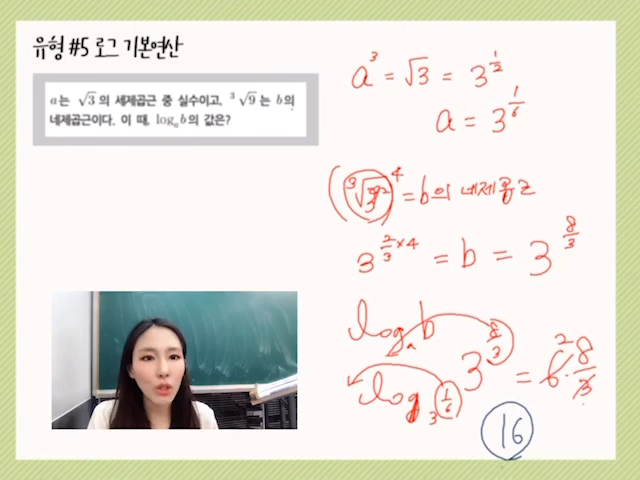 유형 #5 로그 기본연산
a는 √3의 세제곱근 중 실수이고, ³√9는 b의
네제곱근이다. 이 때, logₐb의 값은?
a³ = √3 = 3^(1/2)
a = 3^(1/6)
(³√3²)⁴ = b의 네제곱근
3^(2/3×4) = b = 3^(8/3)
logₐb
log 3^(1/6) 3^(8/3) = 6·8/3 2
16